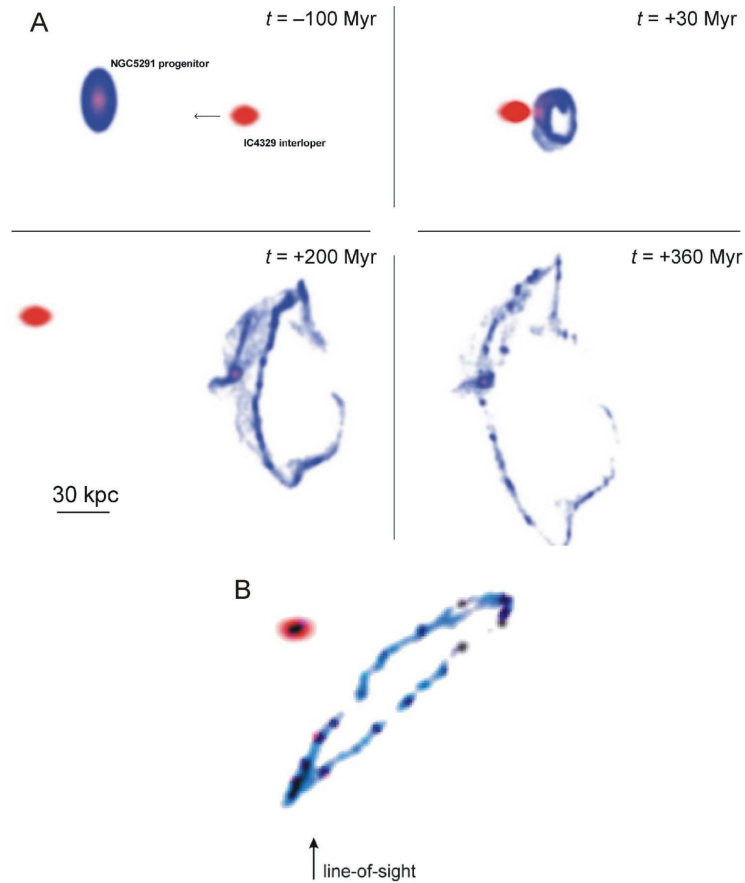 A
t = –100 Myr
t = +30 Myr
NGC5291 progenitor
IC4329 interloper
t = +200 Myr
t = +360 Myr
30 kpc
B
line-of-sight